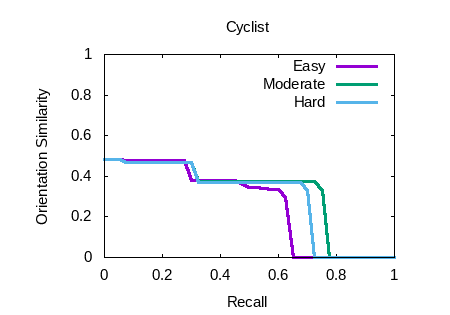 Cyclist
1
0.8
0.6
0.4
0.2
0
0 0.2 0.4 0.6 0.8 1
Orientation Similarity
Recall
Easy
Moderate
Hard